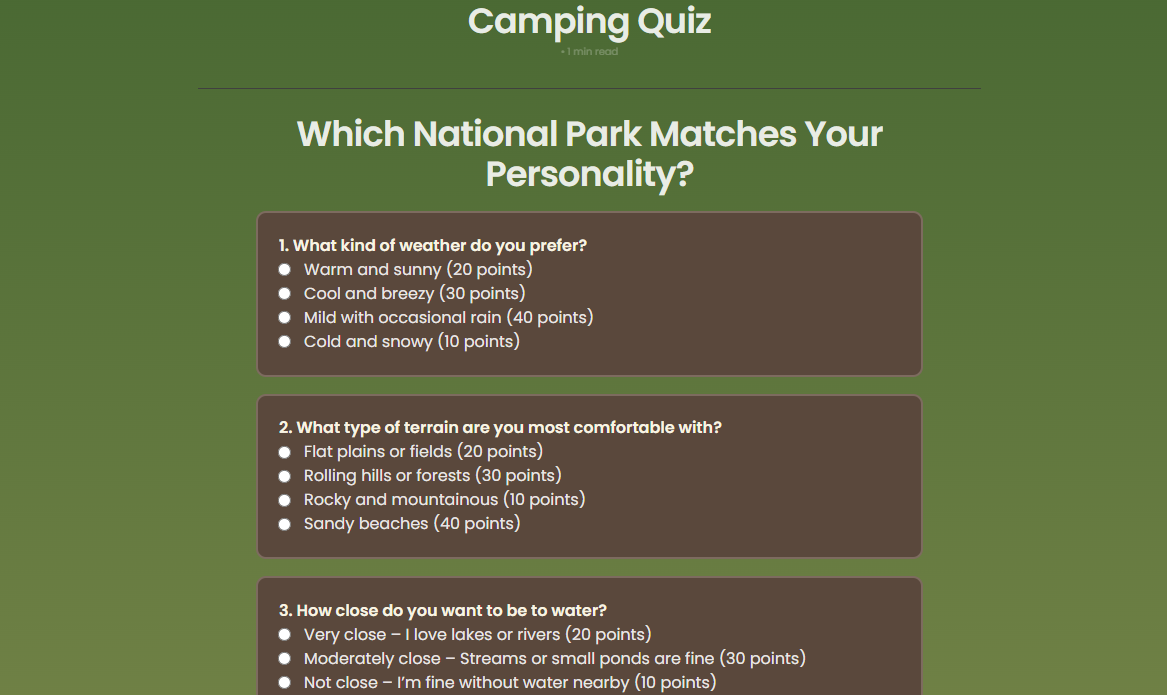 Camping Quiz
• 1 min read
Which National Park Matches Your
Personality?
1. What kind of weather do you prefer?
Warm and sunny (20 points)
Cool and breezy (30 points)
Mild with occasional rain (40 points)
Cold and snowy (10 points)
2. What type of terrain are you most comfortable with?
Flat plains or fields (20 points)
Rolling hills or forests (30 points)
Rocky and mountainous (10 points)
Sandy beaches (40 points)
3. How close do you want to be to water?
Very close – I love lakes or rivers (20 points)
Moderately close – Streams or small ponds are fine (30 points)
Not close – I’m fine without water nearby (10 points)